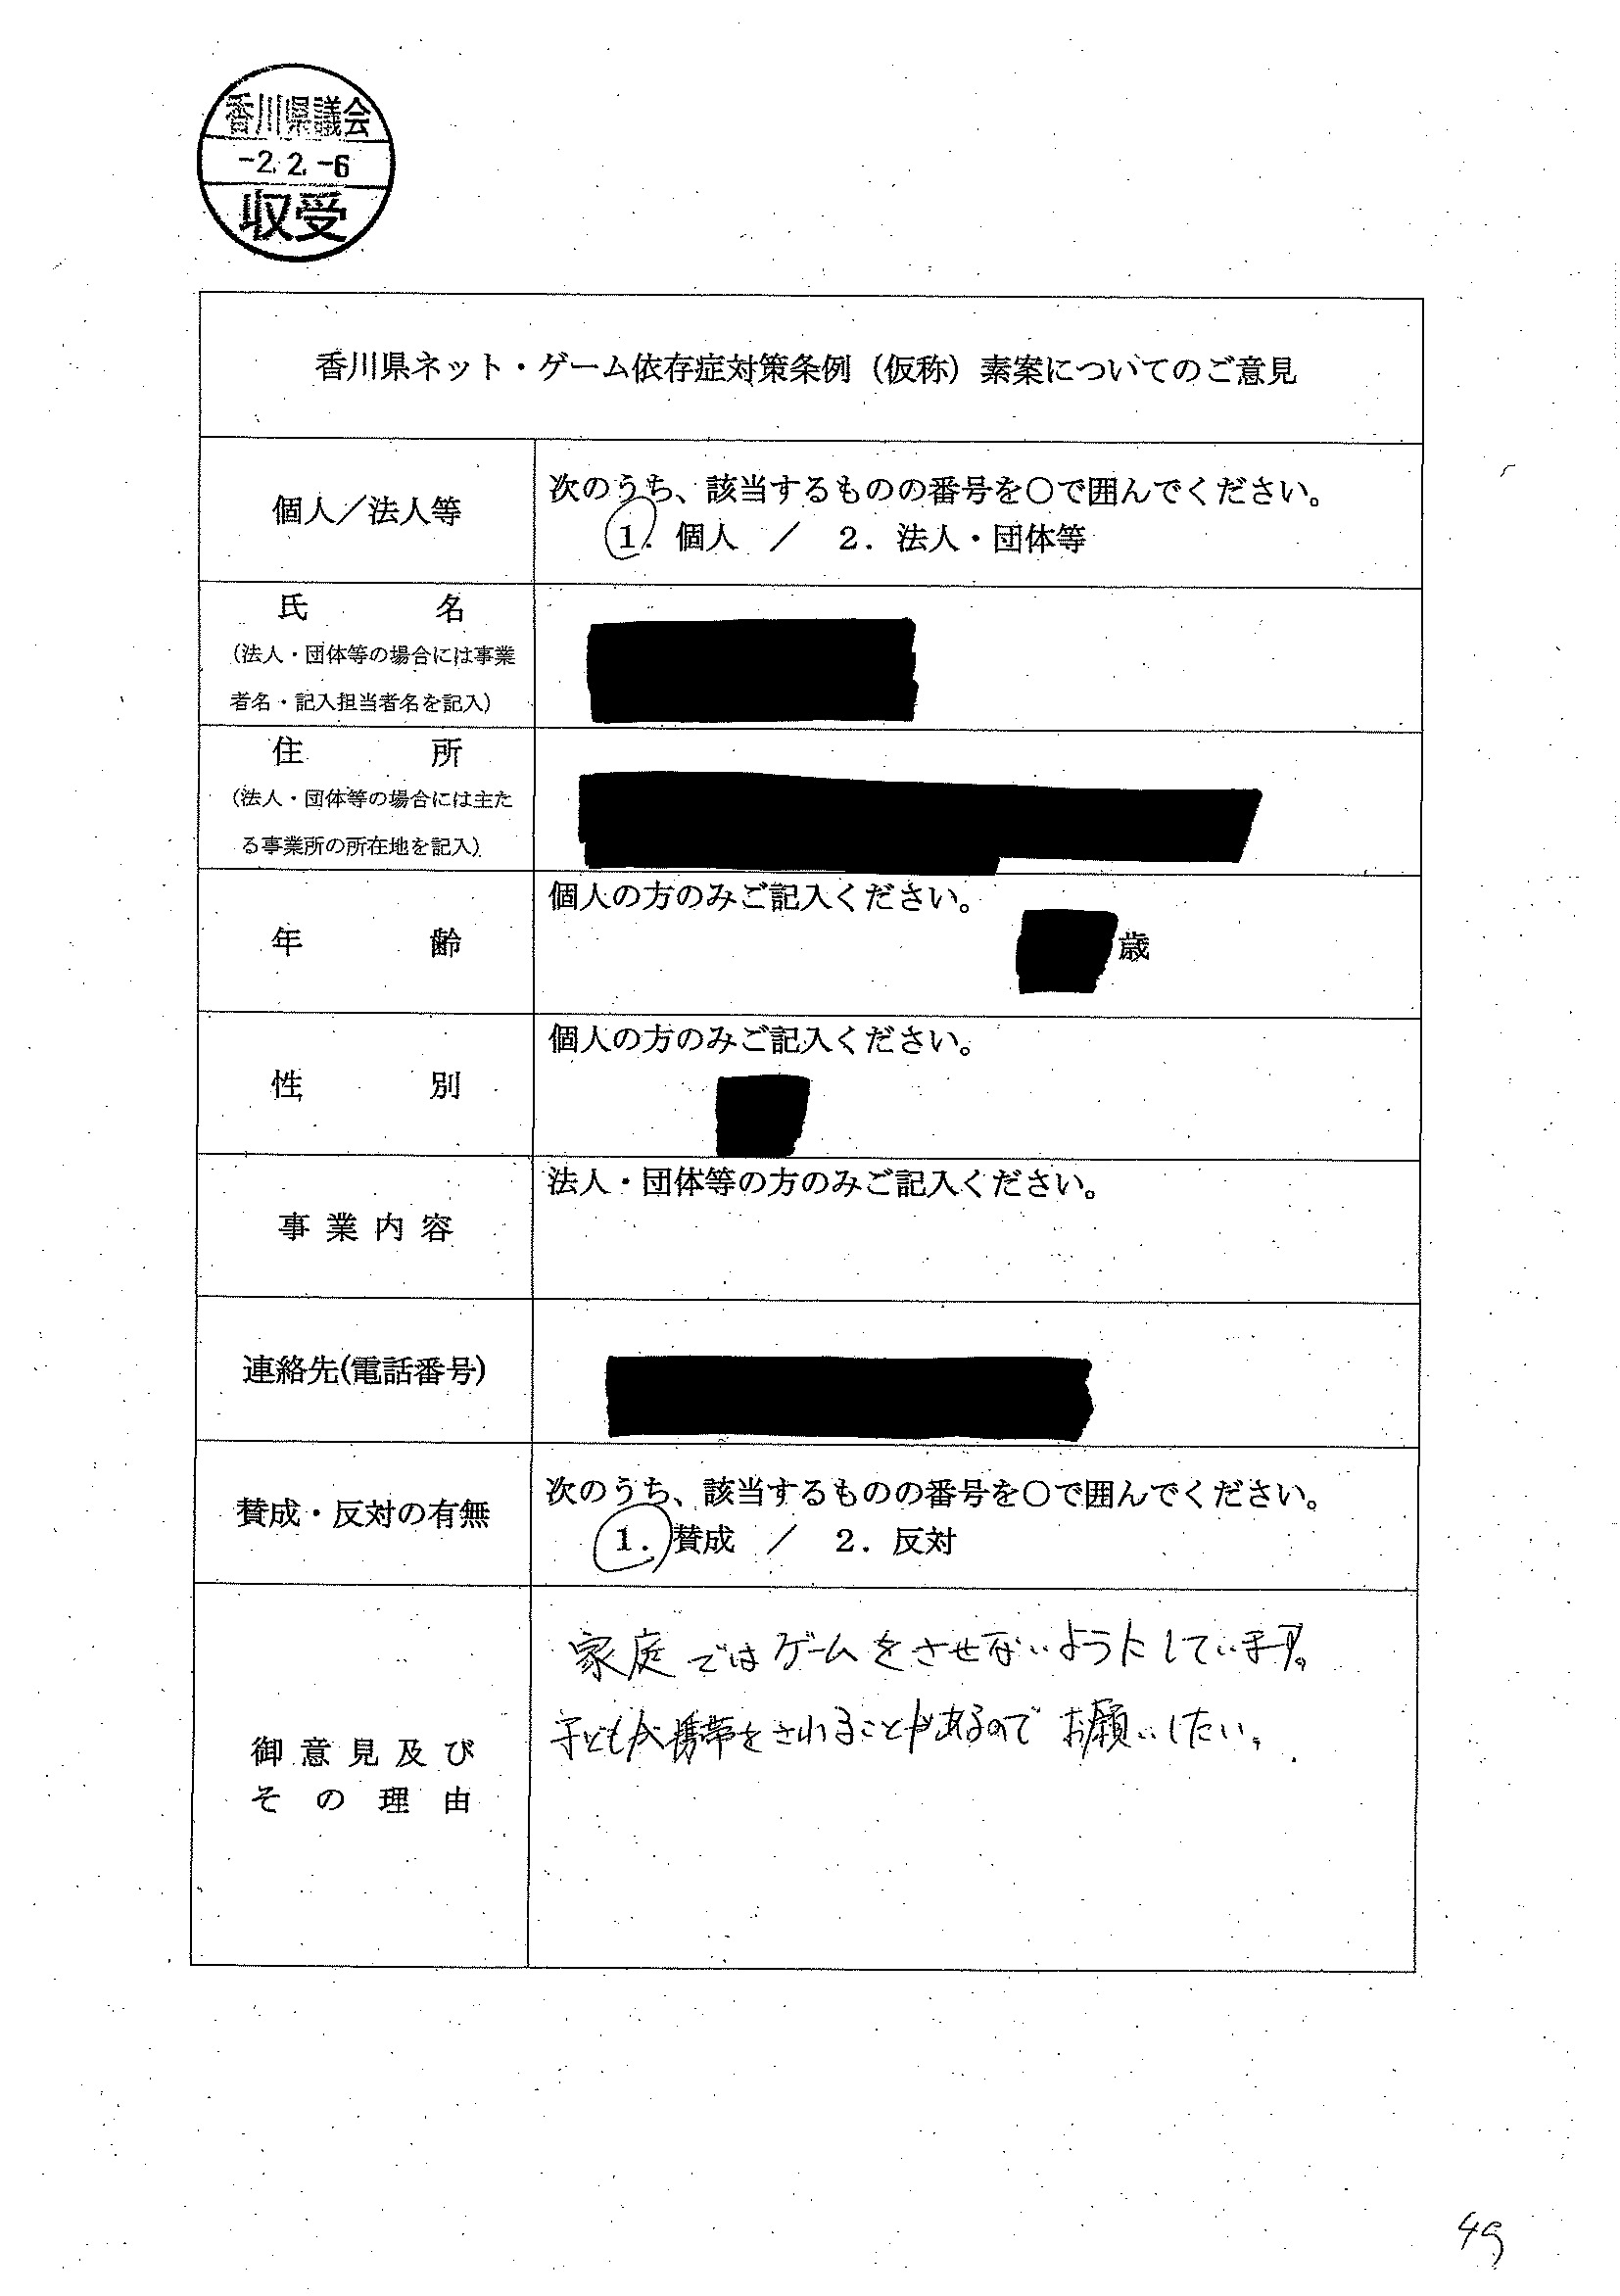 香川県議会
-2.2.-6
収受
香川県ネット・ゲーム依存症対策条例（仮称）素案についてのご意見
個人／法人等
次のうち、該当するものの番号を○で囲んでください。
1. 個人 ／ 2. 法人・団体等
氏 名
（法人・団体等の場合には事業
者名・記入担当者名を記入）
住 所
（法人・団体等の場合には主た
る事業所の所在地を記入）
年 齢
個人の方のみご記入ください。
歳
性 別
個人の方のみご記入ください。
事業内容
法人・団体等の方のみご記入ください。
連絡先(電話番号)
賛成・反対の有無
次のうち、該当するものの番号を○で囲んでください。
1. 賛成 ／ 2. 反対
御意見及び
その理由
家庭ではゲームをさせないようにしています。
子どもが携帯をされることがあるのでお願いしたい。
49